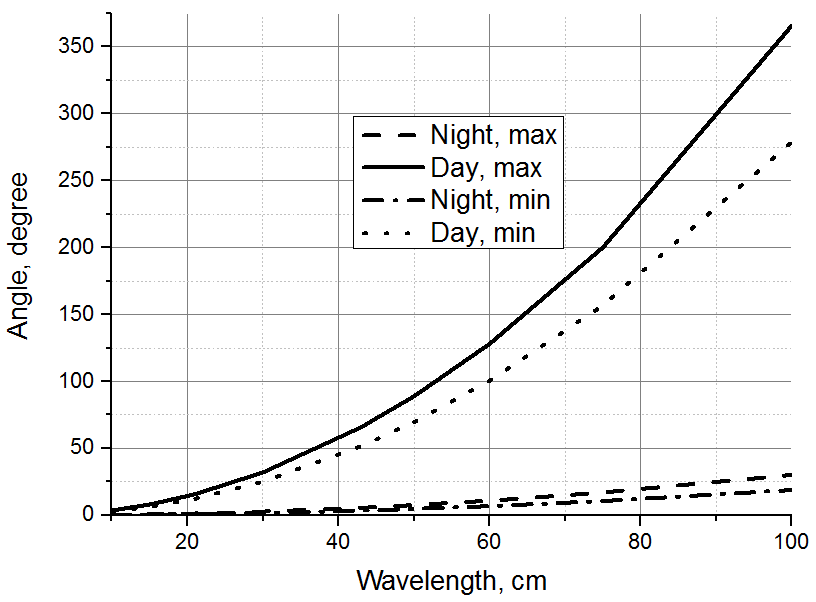 350
300
250
200
150
100
50
0
Angle, degree
Night, max
Day, max
Night, min
Day, min
20 40 60 80 100
Wavelength, cm